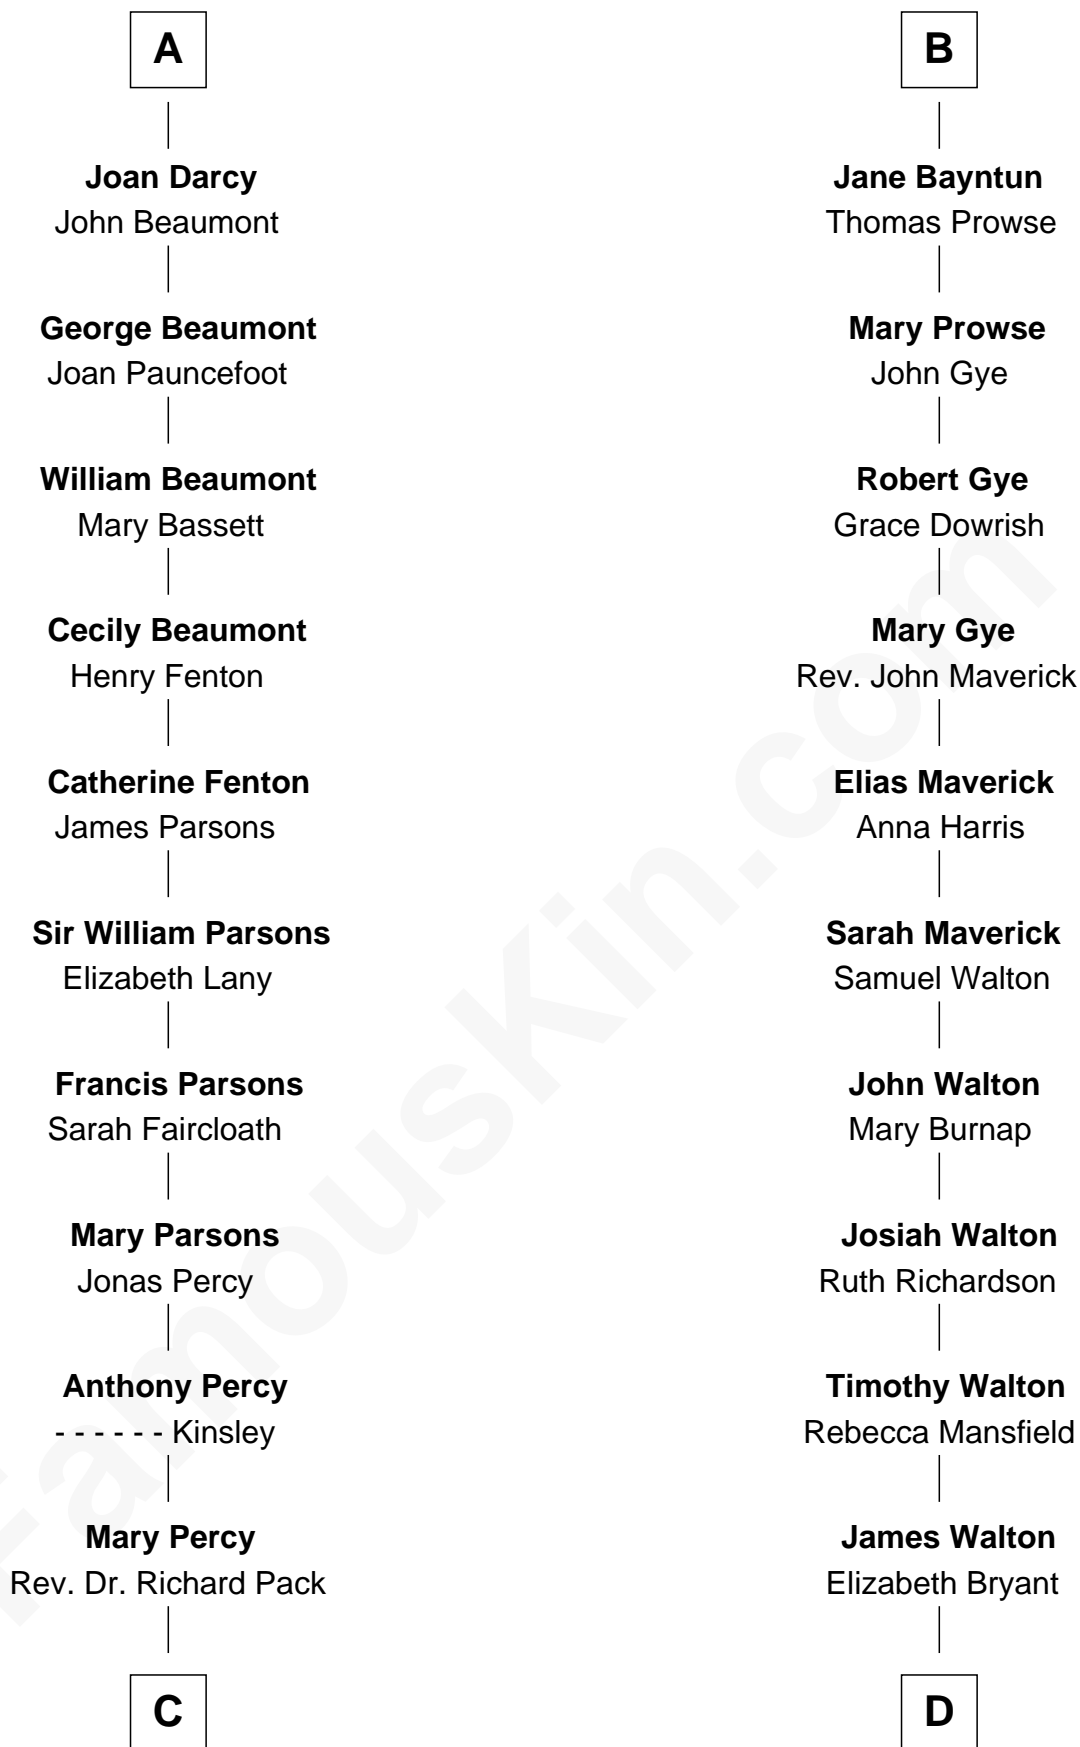 A
Joan Darcy
John Beaumont
George Beaumont
Joan Pauncefoot
William Beaumont
Mary Bassett
Cecily Beaumont
Henry Fenton
Catherine Fenton
James Parsons
Sir William Parsons
Elizabeth Lany
Francis Parsons
Sarah Faircloath
Mary Parsons
Jonas Percy
Anthony Percy
- - - - - - Kinsley
Mary Percy
Rev. Dr. Richard Pack
C
B
Jane Bayntun
Thomas Prowse
Mary Prowse
John Gye
Robert Gye
Grace Dowrish
Mary Gye
Rev. John Maverick
Elias Maverick
Anna Harris
Sarah Maverick
Samuel Walton
John Walton
Mary Burnap
Josiah Walton
Ruth Richardson
Timothy Walton
Rebecca Mansfield
James Walton
Elizabeth Bryant
D
FamousKin.com